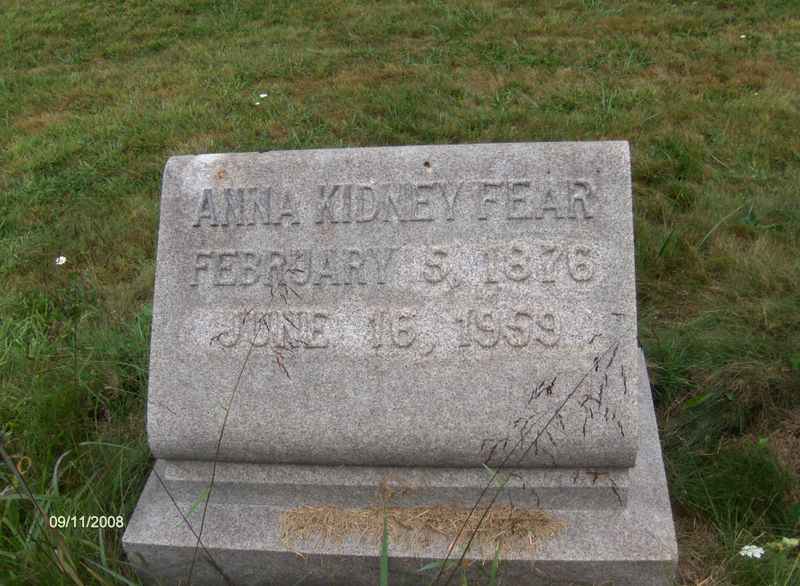 ANNA KIDNEY FEAR
FEBRUARY 5, 1876
JUNE 16, 1959
09/11/2008